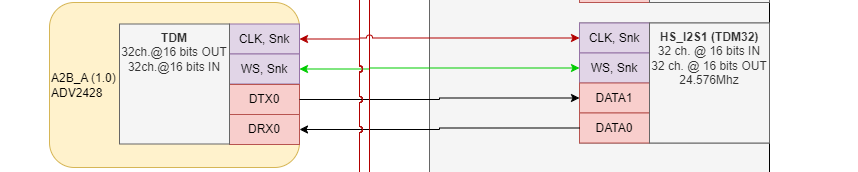 TDM
32ch.@16 bits OUT
32ch.@16 bits IN
A2B_A (1.0)
ADV2428
CLK, Snk
WS, Snk
DTX0
DRX0
CLK, Snk
WS, Snk
DATA1
DATA0
HS_I2S1 (TDM32)
32 ch. @ 16 bits IN
32 ch. @ 16 bits OUT
24.576Mhz